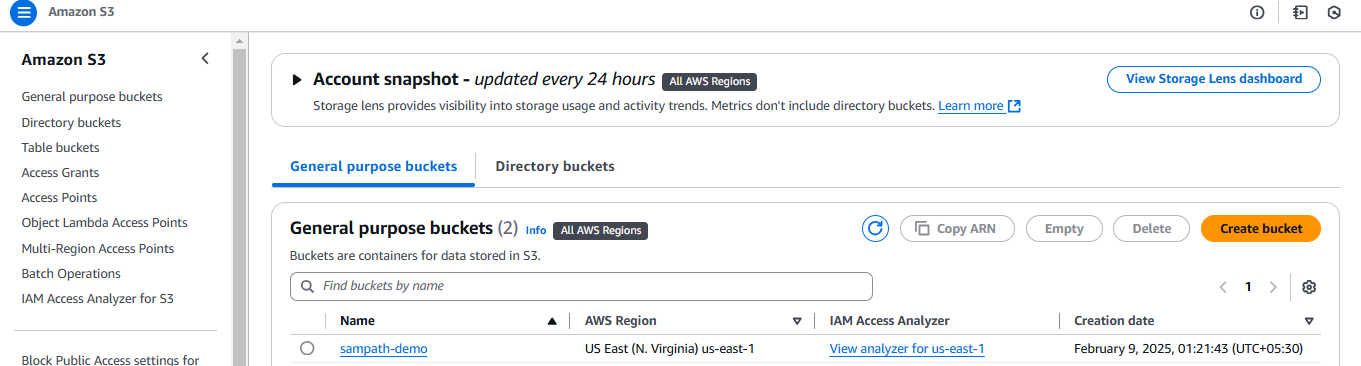 Amazon S3
Amazon S3
General purpose buckets
Directory buckets
Table buckets
Access Grants
Access Points
Object Lambda Access Points
Multi-Region Access Points
Batch Operations
IAM Access Analyzer for S3
Block Public Access settings for
Account snapshot - updated every 24 hours All AWS Regions
View Storage Lens dashboard
Storage lens provides visibility into storage usage and activity trends. Metrics don't include directory buckets. Learn more
General purpose buckets Directory buckets
General purpose buckets (2) Info All AWS Regions
Copy ARN Empty Delete Create bucket
Buckets are containers for data stored in S3.
Find buckets by name
1
Name AWS Region IAM Access Analyzer Creation date
sampath-demo US East (N. Virginia) us-east-1 View analyzer for us-east-1 February 9, 2025, 01:21:43 (UTC+05:30)